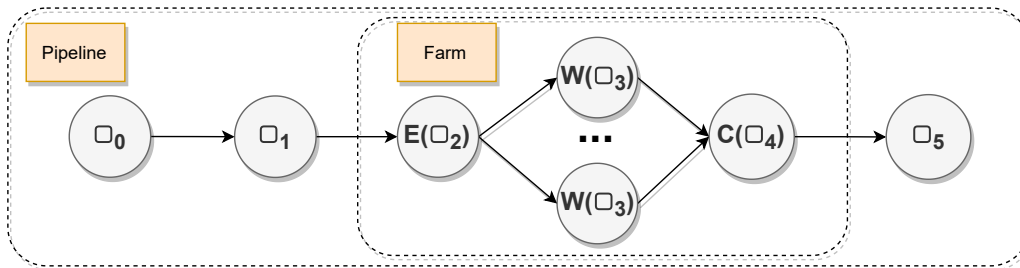 Pipeline
Farm
▢₀
▢₁
E(▢₂)
W(▢₃)
...
W(▢₃)
C(▢₄)
▢₅